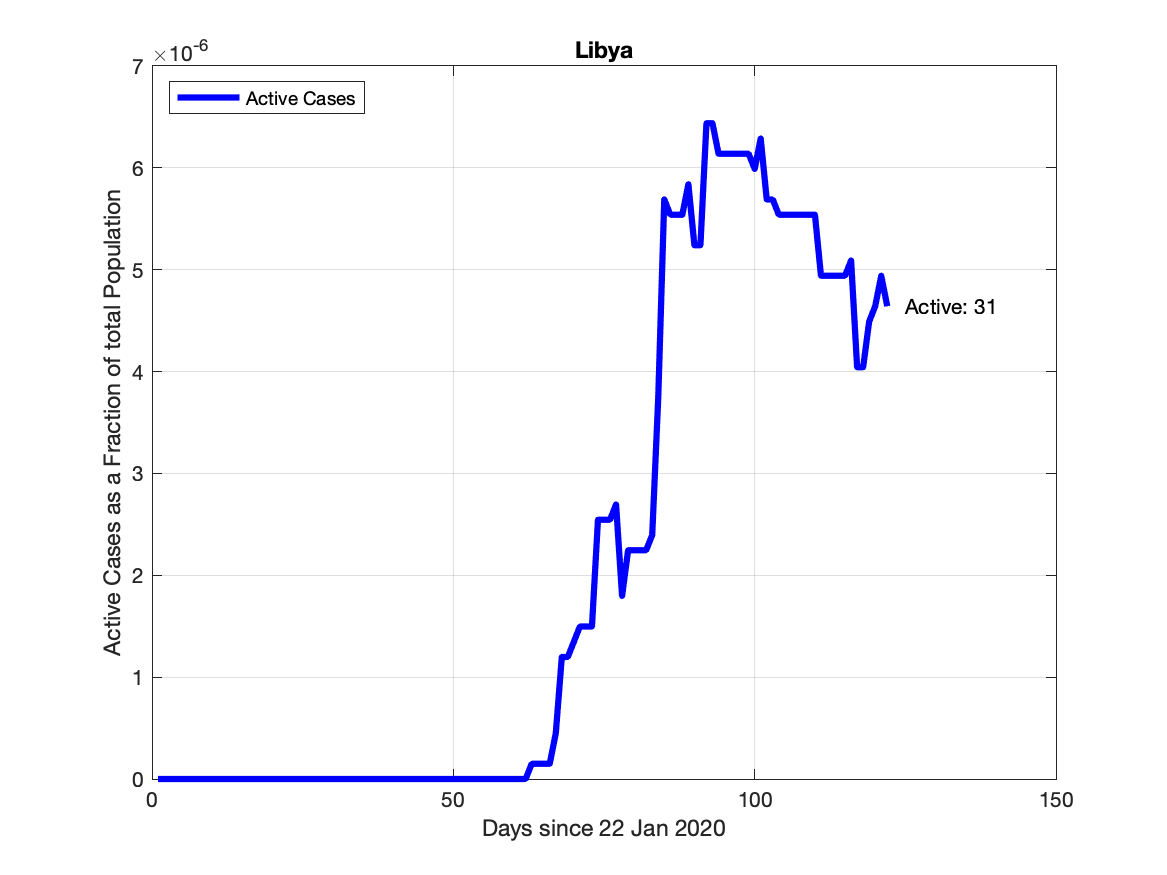 Libya
×10-6
7
6
5
4
3
2
1
0
Active Cases
Active: 31
Active Cases as a Fraction of total Population
0 50 100 150
Days since 22 Jan 2020